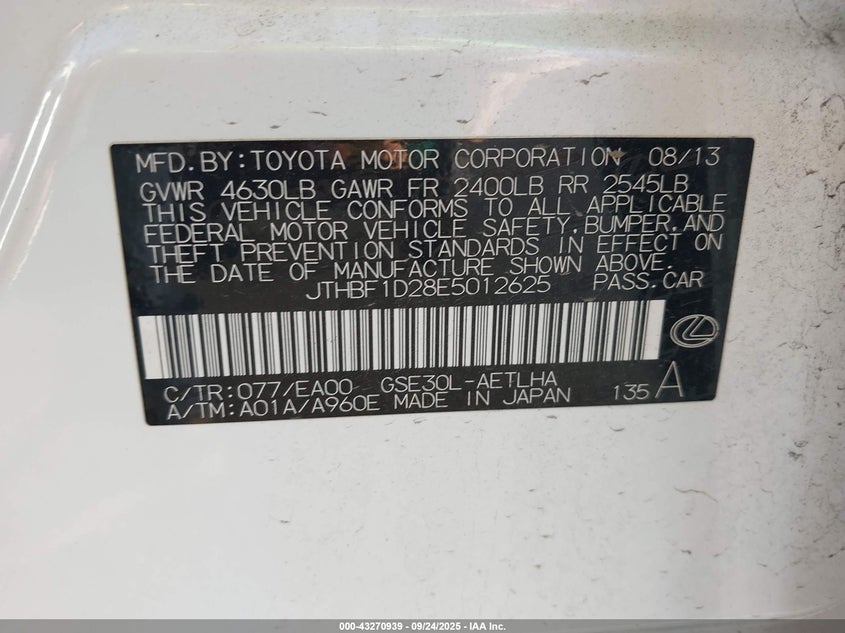 MFD.BY:TOYOTA MOTOR CORPORATION 08/13
GVWR 4630LB GAWR FR 2400LB RR 2545LB
THIS VEHICLE CONFORMS TO ALL APPLICABLE
FEDERAL MOTOR VEHICLE SAFETY,BUMPER,AND
THEFT PREVENTION STANDARDS IN EFFECT ON
THE DATE OF MANUFACTURE SHOWN ABOVE.
JTHBF1D28E5012625 PASS.CAR
C/TR:077/EA00 GSE30L-AETLHA
A/TM:A01A/A960E MADE IN JAPAN 135 A
000-43270939 - 09/24/2025 - IAA Inc.